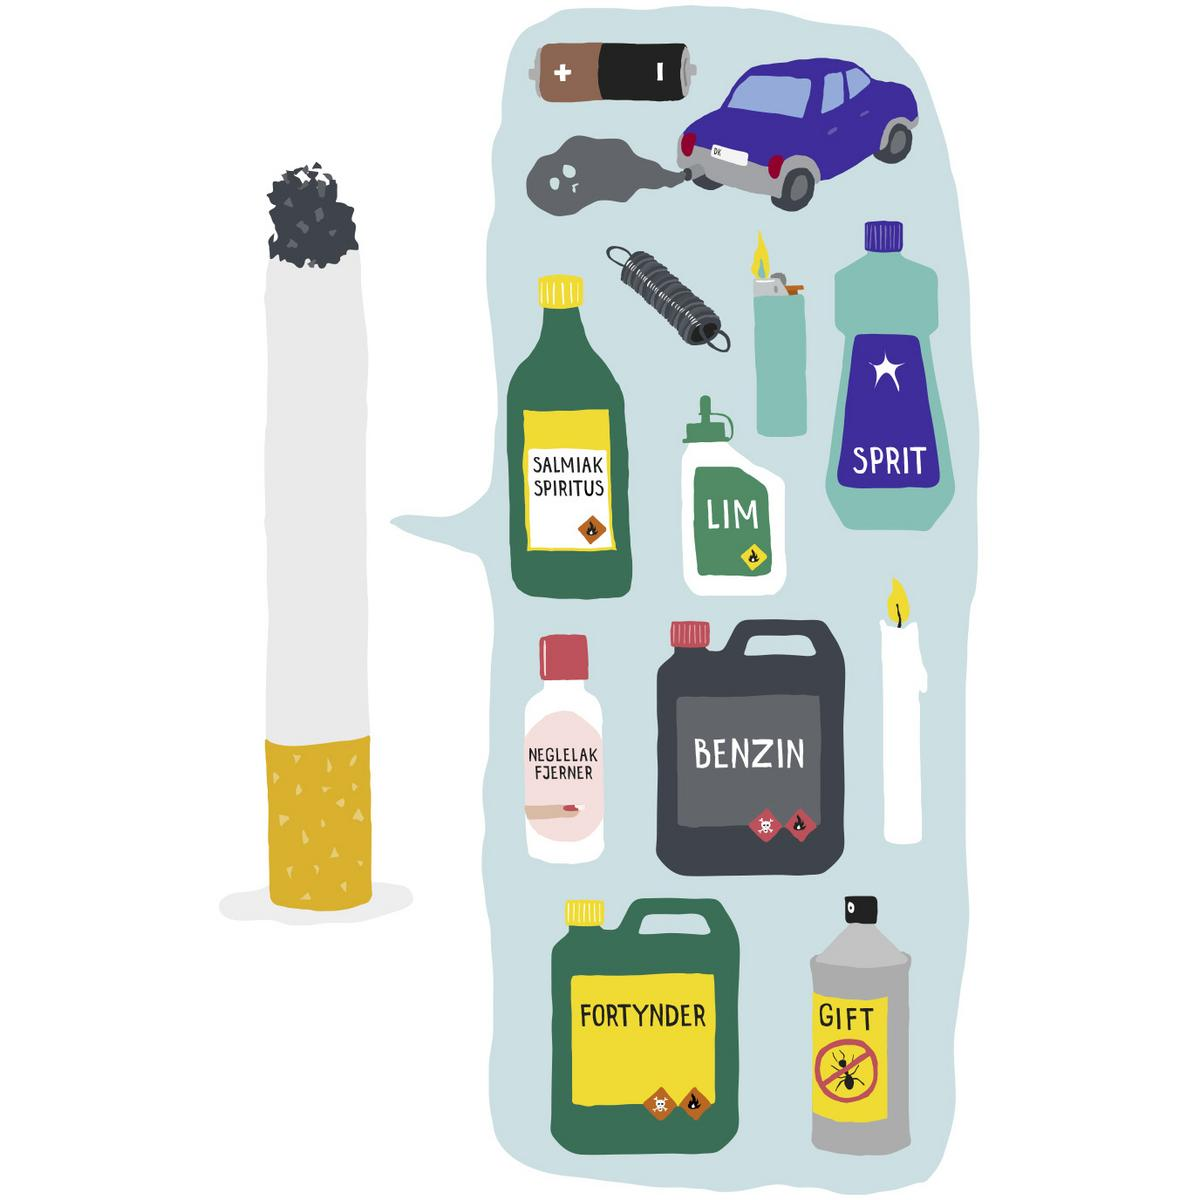 + -
DK
SPRIT
SALMIAK
SPIRITUS
LIM
NEGLELAK
FJERNER
BENZIN
FORTYNDER
GIFT